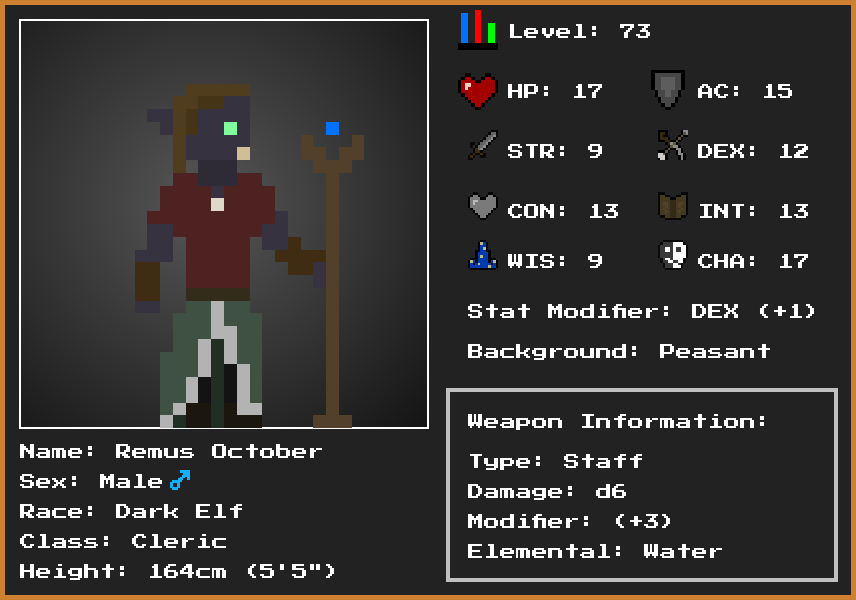 Level: 73
HP: 17 AC: 15
STR: 9 DEX: 12
CON: 13 INT: 13
WIS: 9 CHA: 17
Stat Modifier: DEX (+1)
Background: Peasant
Weapon Information:
Type: Staff
Damage: d6
Modifier: (+3)
Elemental: Water
Name: Remus October
Sex: Male ♂
Race: Dark Elf
Class: Cleric
Height: 164cm (5'5")